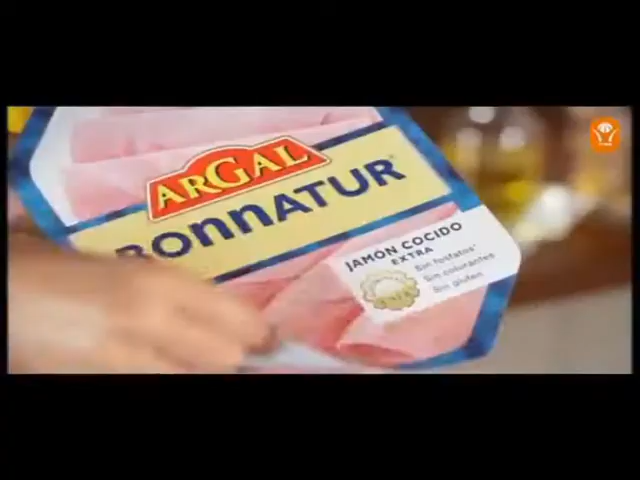 ARGAL
BONNATUR
JAMÓN COCIDO
EXTRA
Sin fosfatos*
Sin colorantes
Sin gluten